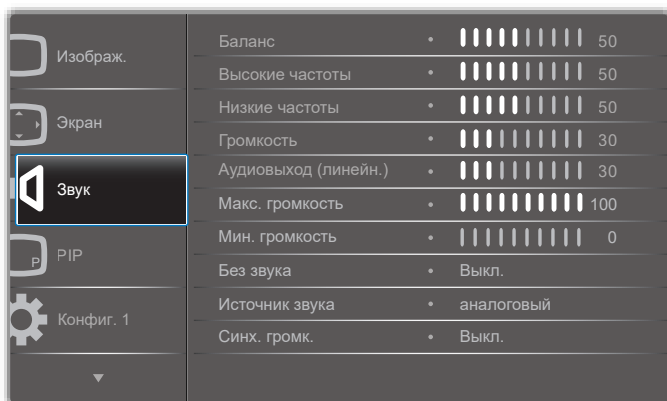 Изображ.
Экран
Звук
P
PIP
Конфиг. 1
Баланс • 50
Высокие частоты • 50
Низкие частоты • 50
Громкость • 30
Аудиовыход (линейн.) • 30
Макс. громкость • 100
Мин. громкость • 0
Без звука • Выкл.
Источник звука • аналоговый
Синх. громк. • Выкл.